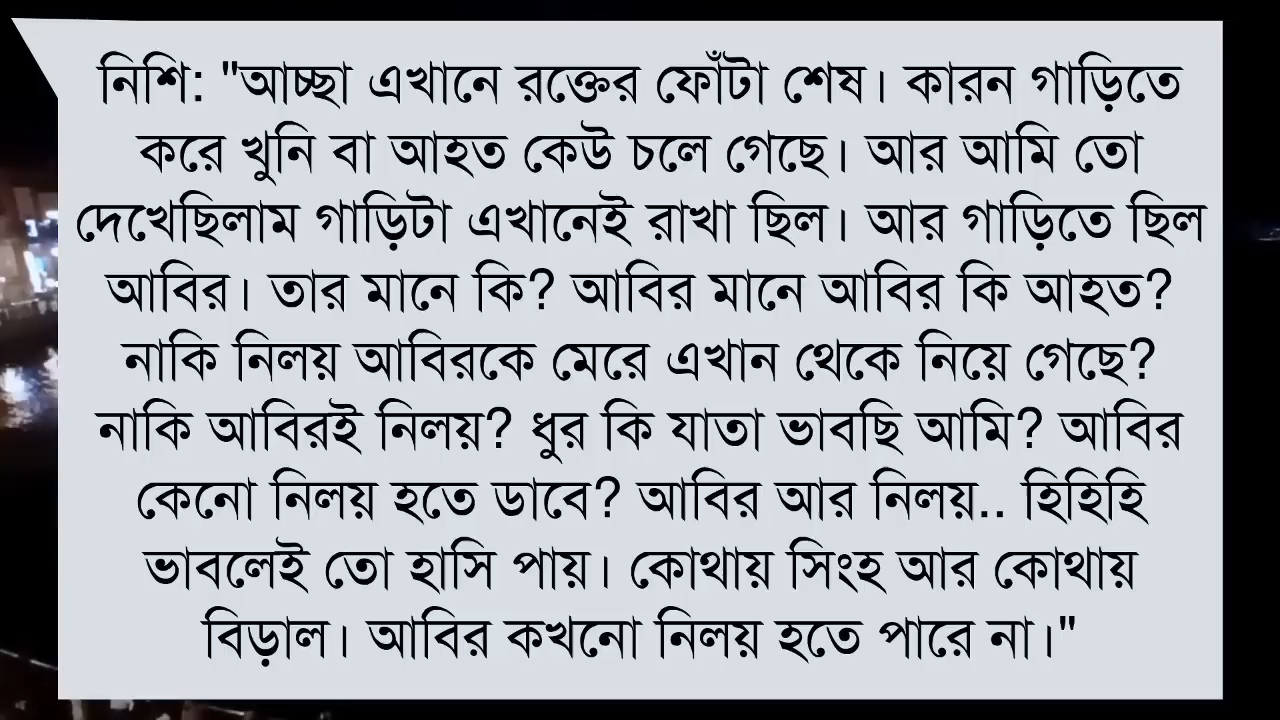 নিশি: "আচ্ছা এখানে রক্তের ফোঁটা শেষ। কারন গাড়িতে
করে খুনি বা আহত কেউ চলে গেছে। আর আমি তো
দেখেছিলাম গাড়িটা এখানেই রাখা ছিল। আর গাড়িতে ছিল
আবির। তার মানে কি? আবির মানে আবির কি আহত?
নাকি নিলয় আবিরকে মেরে এখান থেকে নিয়ে গেছে?
নাকি আবিরই নিলয়? ধুর কি যাতা ভাবছি আমি? আবির
কেনো নিলয় হতে ডাবে? আবির আর নিলয়.. হিহিহি
ভাবলেই তো হাসি পায়। কোথায় সিংহ আর কোথায়
বিড়াল। আবির কখনো নিলয় হতে পারে না।"